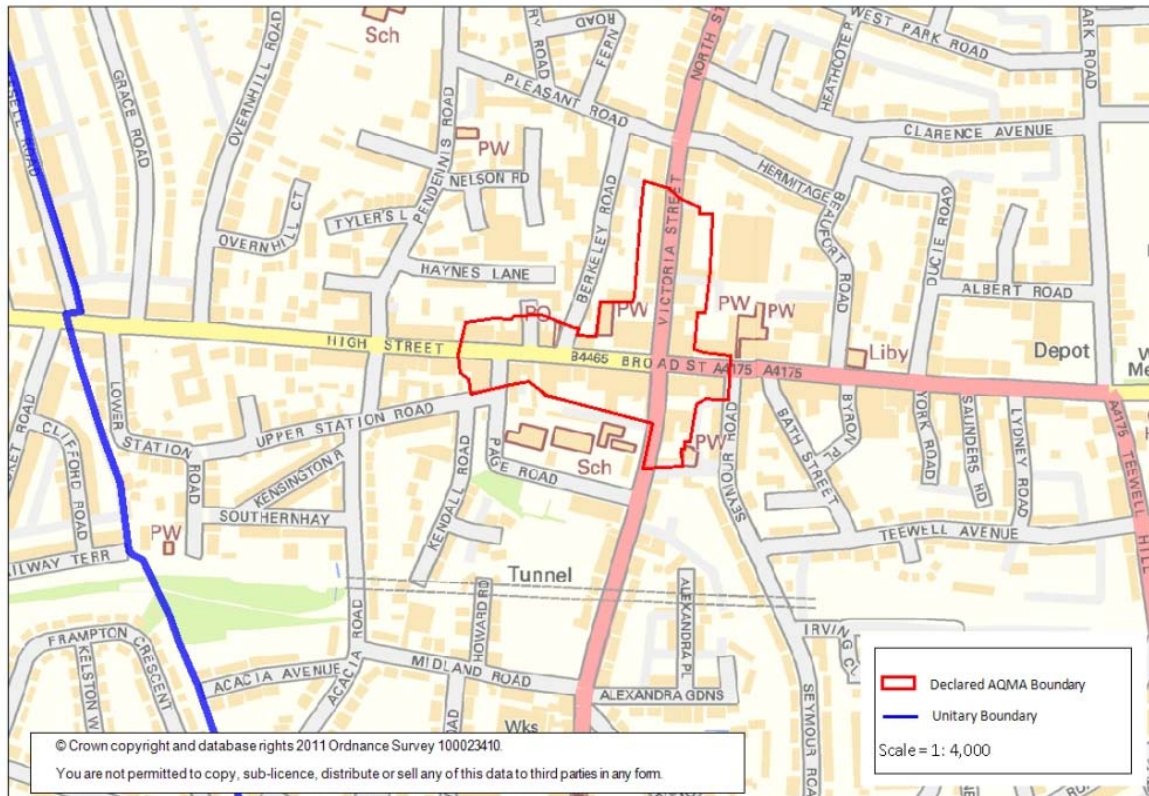 GRACE ROAD
OVERNHILL ROAD
Sch
FERN ROAD
NORTH ST
WEST PARK ROAD
PARK ROAD
PLEASANT ROAD
CLARENCE AVENUE
PW
PENDENNIS ROAD
NELSON RD
TYLER'S L
OVERNHILL CT
HAYNES LANE
BERKELEY ROAD
VICTORIA STREET
HERMITAGE
BEAUFORT ROAD
DUCIE ROAD
ALBERT ROAD
PO
PW
PW
PW
HIGH STREET
B4465 BROAD ST A4175 A4175
Liby
Depot
LOWER STATION ROAD
UPPER STATION ROAD
PAGE ROAD
Sch
PW
SEYMOUR ROAD
BATH STREET
BYRON PL
YORK ROAD
SAUNDERS RD
LYDNEY ROAD
A4175 TEEWELL HILL
CLIFFORD ROAD
KENSINGTON R
KENDALL ROAD
SOUTHERNHAY
PW
TEEWELL AVENUE
Tunnel
HOWARD RD
ALEXANDRA PL
FRAMPTON CRESCENT
KELSTON W
ACACIA AVENUE
ACACIA ROAD
MIDLAND ROAD
ALEXANDRA GDNS
Wks
SEYMOUR ROA
Declared AQMA Boundary
Unitary Boundary
Scale = 1: 4,000
© Crown copyright and database rights 2011 Ordnance Survey 100023410.
You are not permitted to copy, sub-licence, distribute or sell any of this data to third parties in any form.